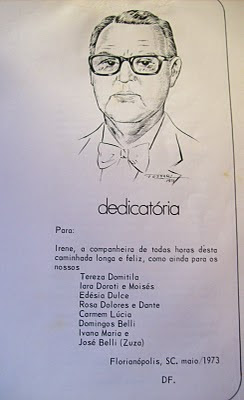 dedicatória
Para:
Irene, a companheira de todas horas desta
caminhada longa e feliz, como ainda para os
nossos
Tereza Domitila
Iara Doroti e Moisés
Edésio Dulce
Rosa Dolores e Dante
Carmem Lúcia
Domingos Belli
Ivana Maria e
José Belli (Zuza)
Florianópolis, SC. maio/1973
DF.